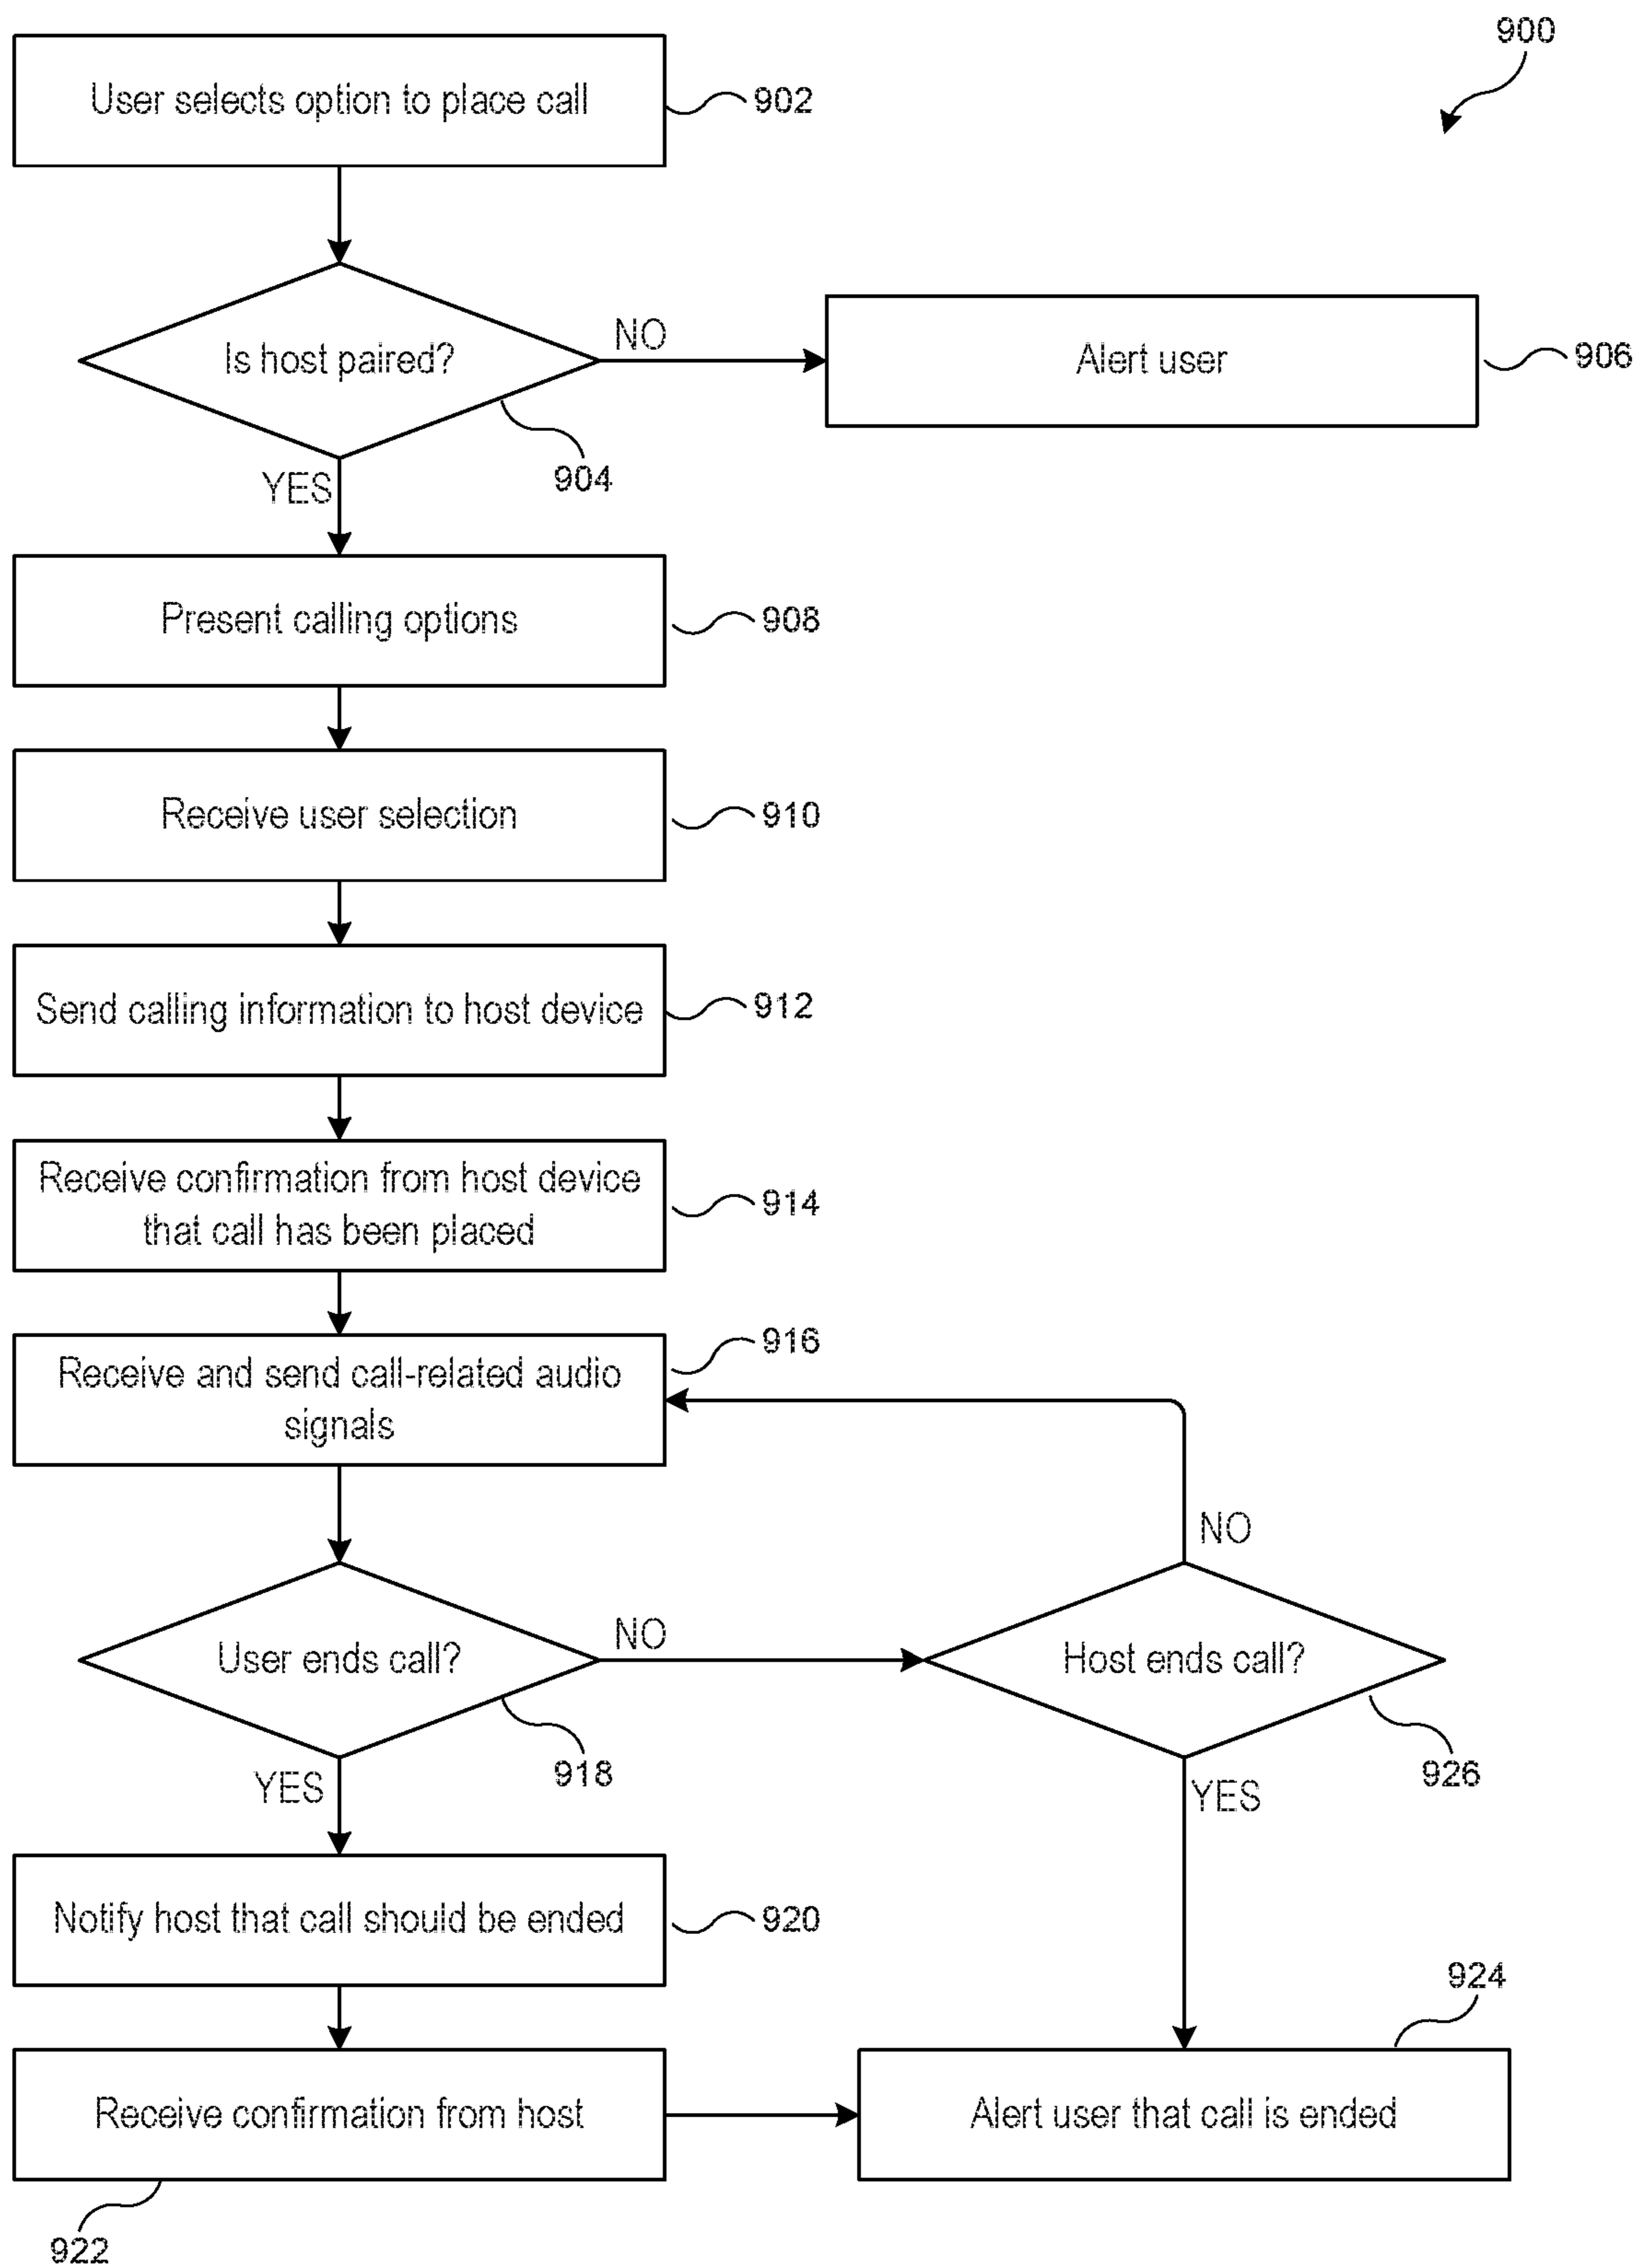 900
User selects option to place call
902
Is host paired?
NO
Alert user
906
904
YES
Present calling options
908
Receive user selection
910
Send calling information to host device
912
Receive confirmation from host device
that call has been placed
914
916
Receive and send call-related audio
signals
NO
User ends call?
NO
Host ends call?
918
926
YES
YES
Notify host that call should be ended
920
924
Receive confirmation from host
Alert user that call is ended
922